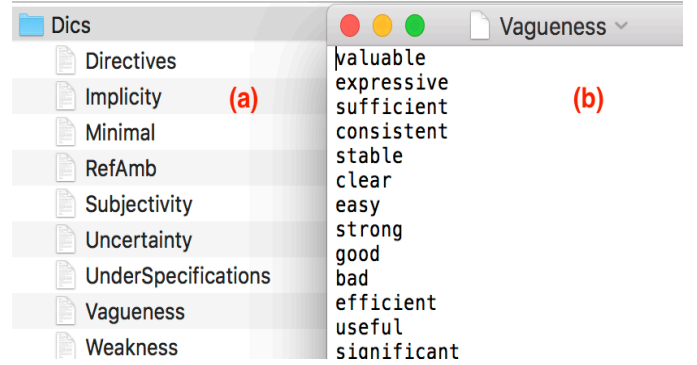 Dics
Directives
Implicity
(a)
Minimal
RefAmb
Subjectivity
Uncertainty
UnderSpecifications
Vagueness
Weakness
Vagueness
valuable
expressive
(b)
sufficient
consistent
stable
clear
easy
strong
good
bad
efficient
useful
significant